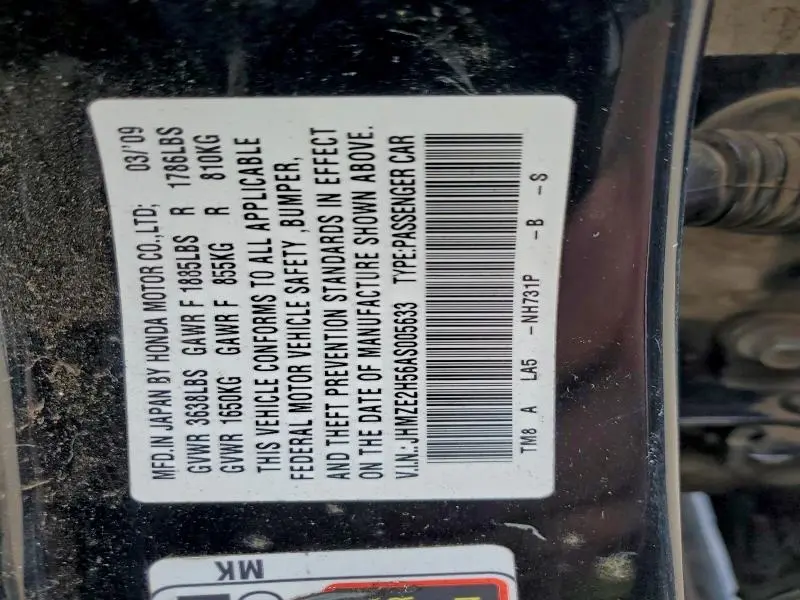 MFD.IN JAPAN BY HONDA MOTOR CO.,LTD; 03/'09
GVWR 3638LBS GAWR F 1885LBS R 1786LBS
GVWR 1650KG GAWR F 855KG R 810KG
THIS VEHICLE CONFORMS TO ALL APPLICABLE
FEDERAL MOTOR VEHICLE SAFETY ,BUMPER,
AND THEFT PREVENTION STANDARDS IN EFFECT
ON THE DATE OF MANUFACTURE SHOWN ABOVE.
V.I.N.: JHMZE2H56AS005633 TYPE:PASSENGER CAR
TM8 A LA5 -NH731P -B -S
MK